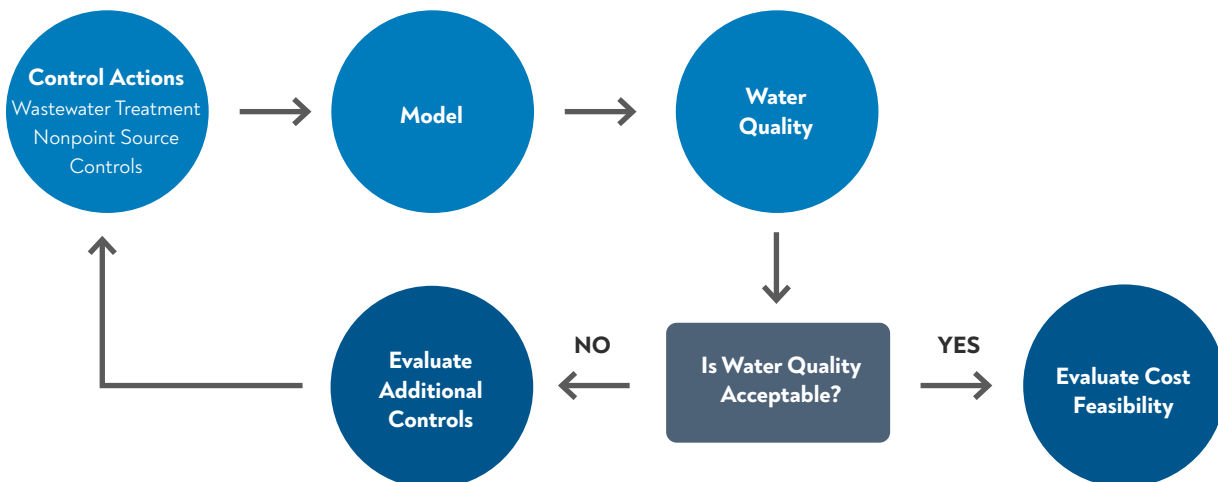 Control Actions
Wastewater Treatment
Nonpoint Source
Controls
Model
Water
Quality
Is Water Quality
Acceptable?
NO
YES
Evaluate
Additional
Controls
Evaluate Cost
Feasibility